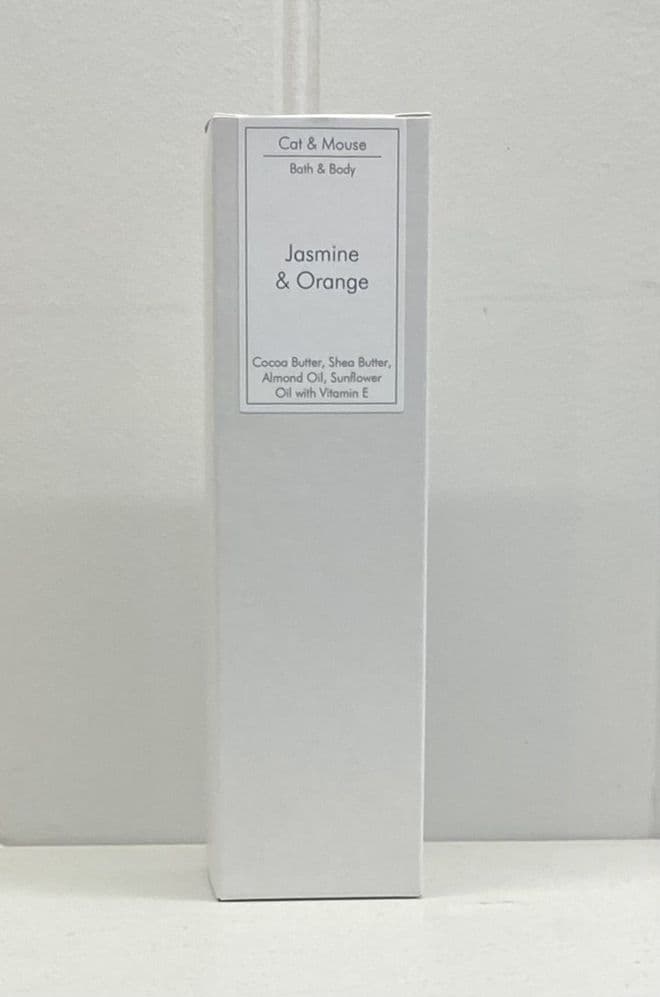 Cat & Mouse
Bath & Body
Jasmine
& Orange
Cocoa Butter, Shea Butter,
Almond Oil, Sunflower
Oil with Vitamin E